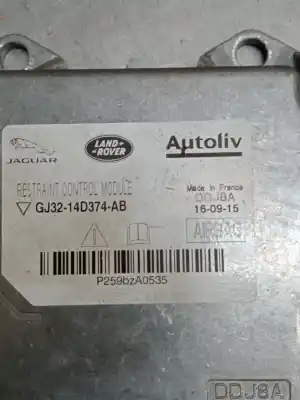 JAGUAR
LAND ROVER
Autoliv
RESTRAINT CONTROL MODULE
GJ32-14D374-AB
Made in France
DDJ8A
16-09-15
AIRBAG
P259bzA0535
DDJ8A